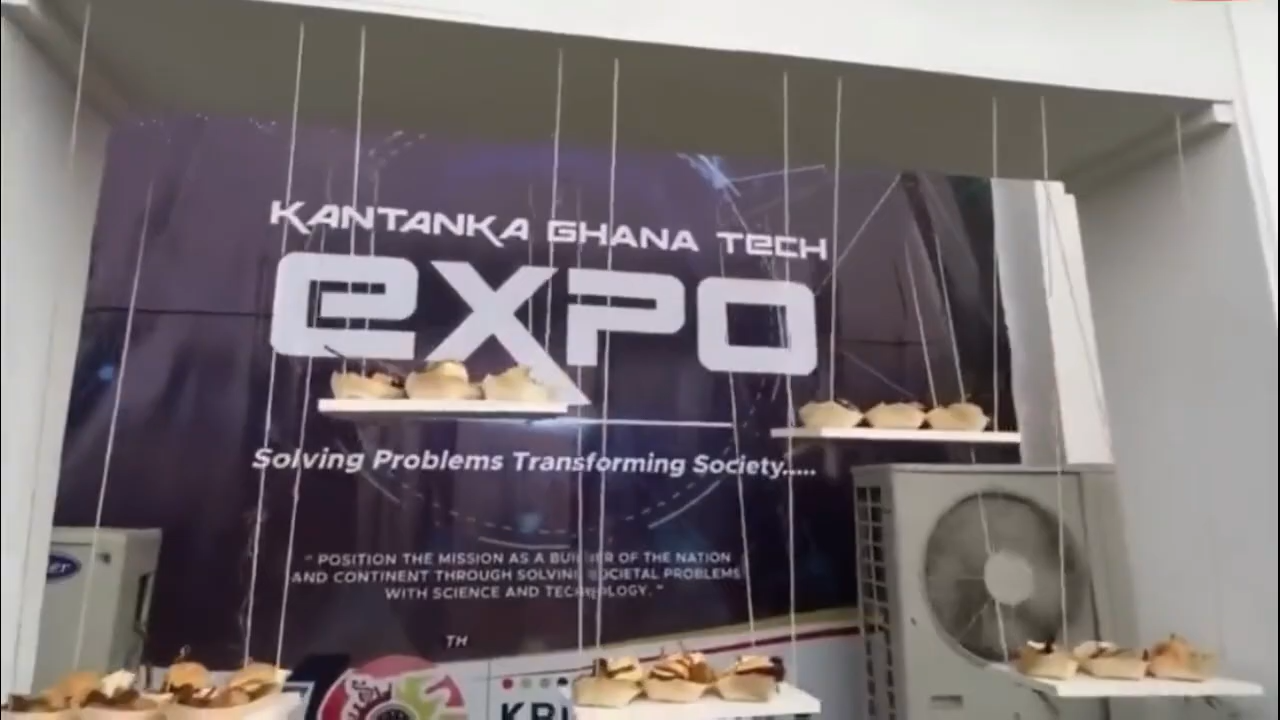 KANTANKA GHANA TECH
EXPO
Solving Problems Transforming Society.....
" POSITION THE MISSION AS A BUILDER OF THE NATION
AND CONTINENT THROUGH SOLVING SOCIETAL PROBLEMS
WITH SCIENCE AND TECHNOLOGY. "
TH